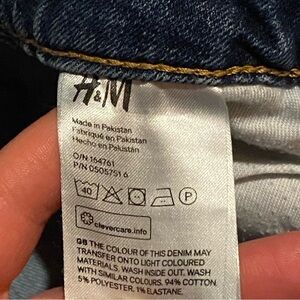 H&M
Made in Pakistan
Fabriqué en Pakistan
Hecho en Pakistan
O/N 164761
P/N 0505751 6
40 P
clevercare.info
GB THE COLOUR OF THIS DENIM MAY
TRANSFER ONTO LIGHT COLOURED
MATERIALS. WASH INSIDE OUT. WASH
WITH SIMILAR COLOURS. 94% COTTON
5% POLYESTER, 1% ELASTANE.